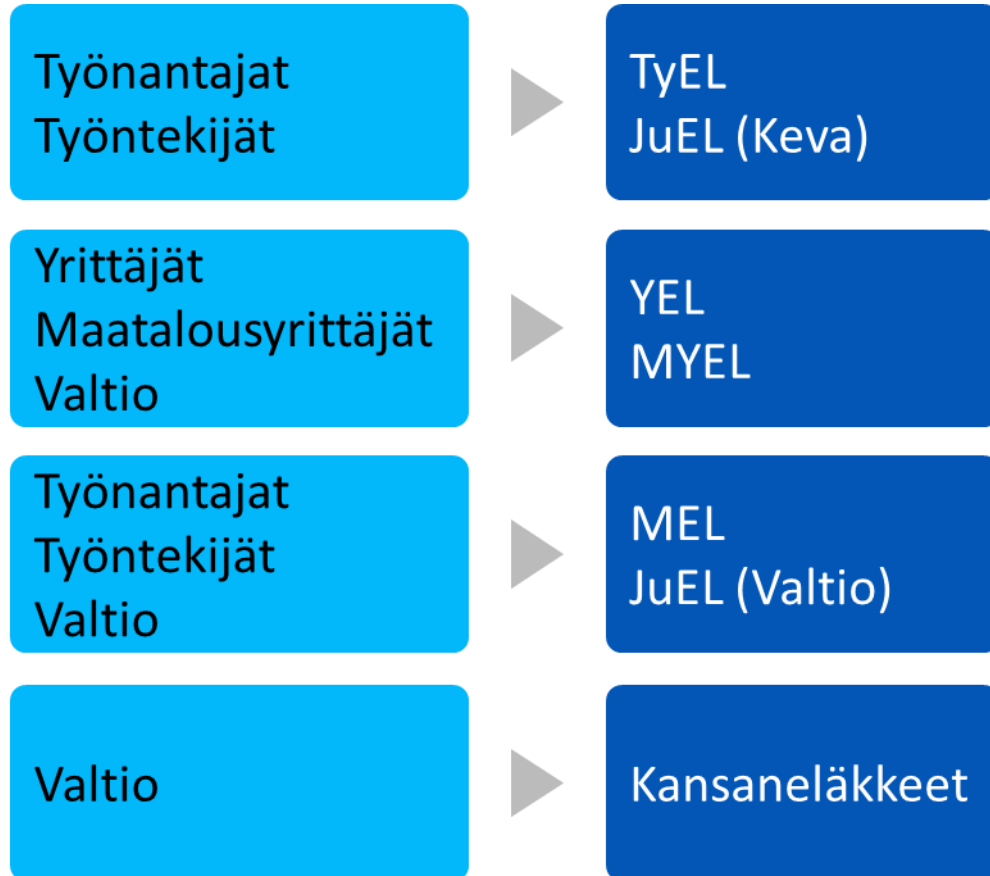 Työnantajat
Työntekijät
TyEL
JuEL (Keva)
Yrittäjät
Maatalousyrittäjät
Valtio
YEL
MYEL
Työnantajat
Työntekijät
Valtio
MEL
JuEL (Valtio)
Valtio
Kansaneläkkeet